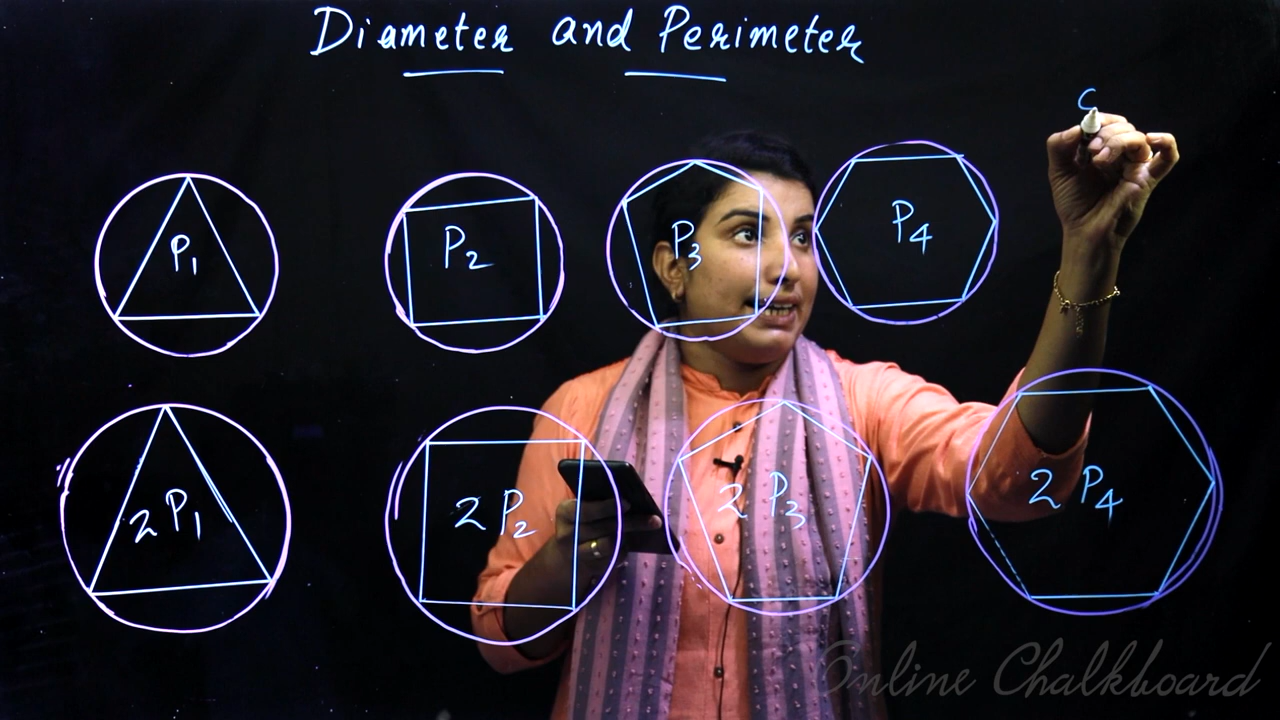 Diameter and Perimeter
C
P1 P2 P3 P4
2P1 2P2 2P3 2P4
Online Chalkboard